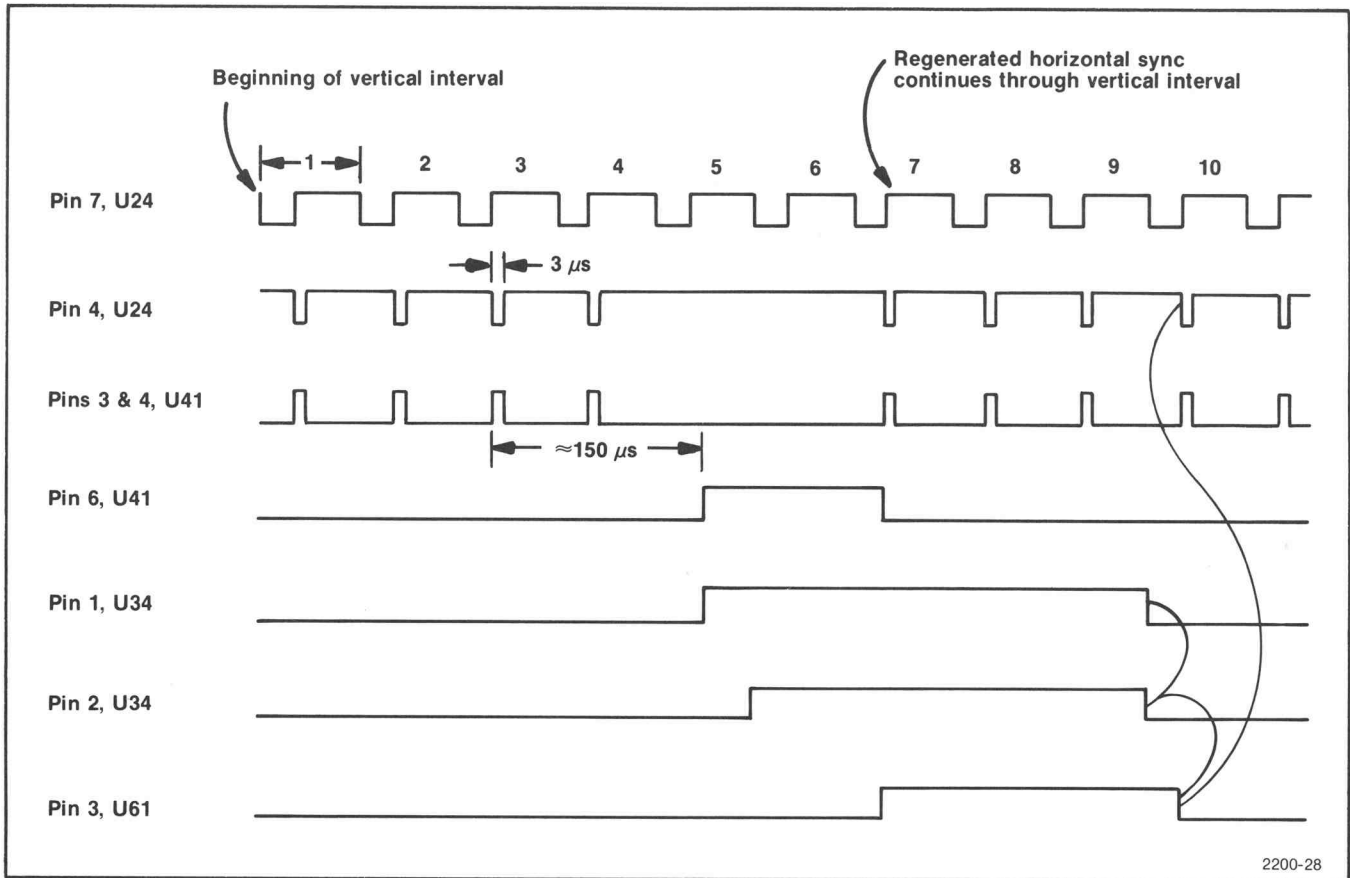 Beginning of vertical interval
Regenerated horizontal sync
continues through vertical interval
1 2 3 4 5 6 7 8 9 10
Pin 7, U24
3 μs
Pin 4, U24
Pins 3 & 4, U41
≈150 μs
Pin 6, U41
Pin 1, U34
Pin 2, U34
Pin 3, U61
2200-28